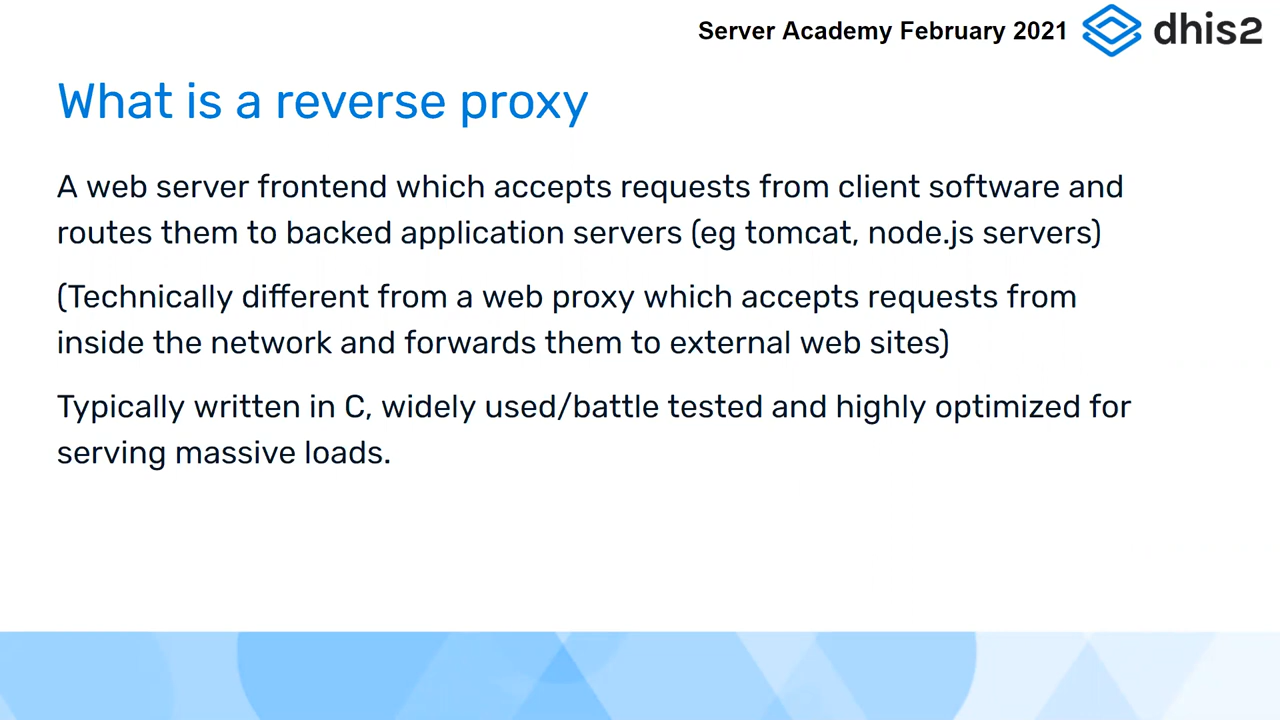 Server Academy February 2021
dhis2
What is a reverse proxy
A web server frontend which accepts requests from client software and
routes them to backed application servers (eg tomcat, node.js servers)
(Technically different from a web proxy which accepts requests from
inside the network and forwards them to external web sites)
Typically written in C, widely used/battle tested and highly optimized for
serving massive loads.